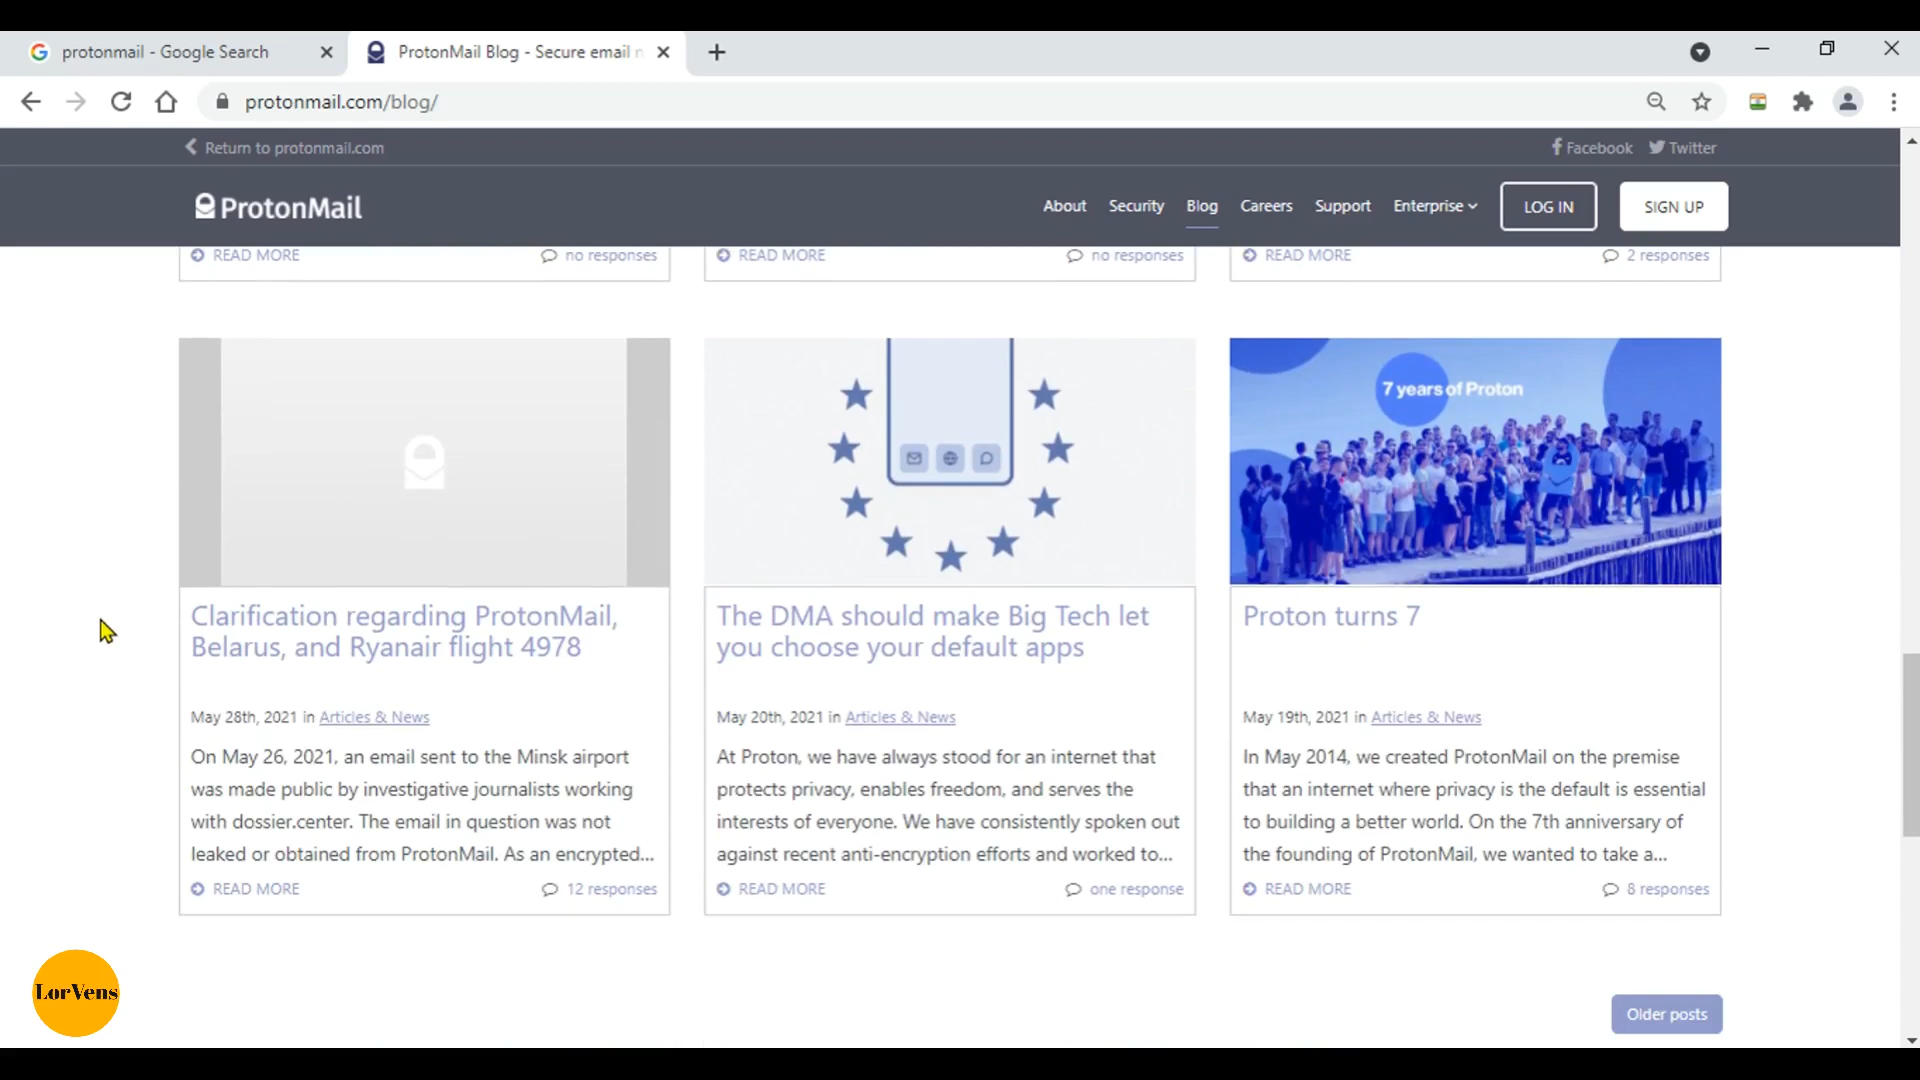 protonmail - Google Search
ProtonMail Blog - Secure email n
protonmail.com/blog/
Return to protonmail.com
Facebook
Twitter
ProtonMail
About
Security
Blog
Careers
Support
Enterprise
LOG IN
SIGN UP
READ MORE
no responses
READ MORE
no responses
READ MORE
2 responses
7 years of Proton
Clarification regarding ProtonMail,
Belarus, and Ryanair flight 4978
May 28th, 2021 in Articles & News
On May 26, 2021, an email sent to the Minsk airport
was made public by investigative journalists working
with dossier.center. The email in question was not
leaked or obtained from ProtonMail. As an encrypted...
READ MORE
12 responses
The DMA should make Big Tech let
you choose your default apps
May 20th, 2021 in Articles & News
At Proton, we have always stood for an internet that
protects privacy, enables freedom, and serves the
interests of everyone. We have consistently spoken out
against recent anti-encryption efforts and worked to...
READ MORE
one response
Proton turns 7
May 19th, 2021 in Articles & News
In May 2014, we created ProtonMail on the premise
that an internet where privacy is the default is essential
to building a better world. On the 7th anniversary of
the founding of ProtonMail, we wanted to take a...
READ MORE
8 responses
LorVens
Older posts